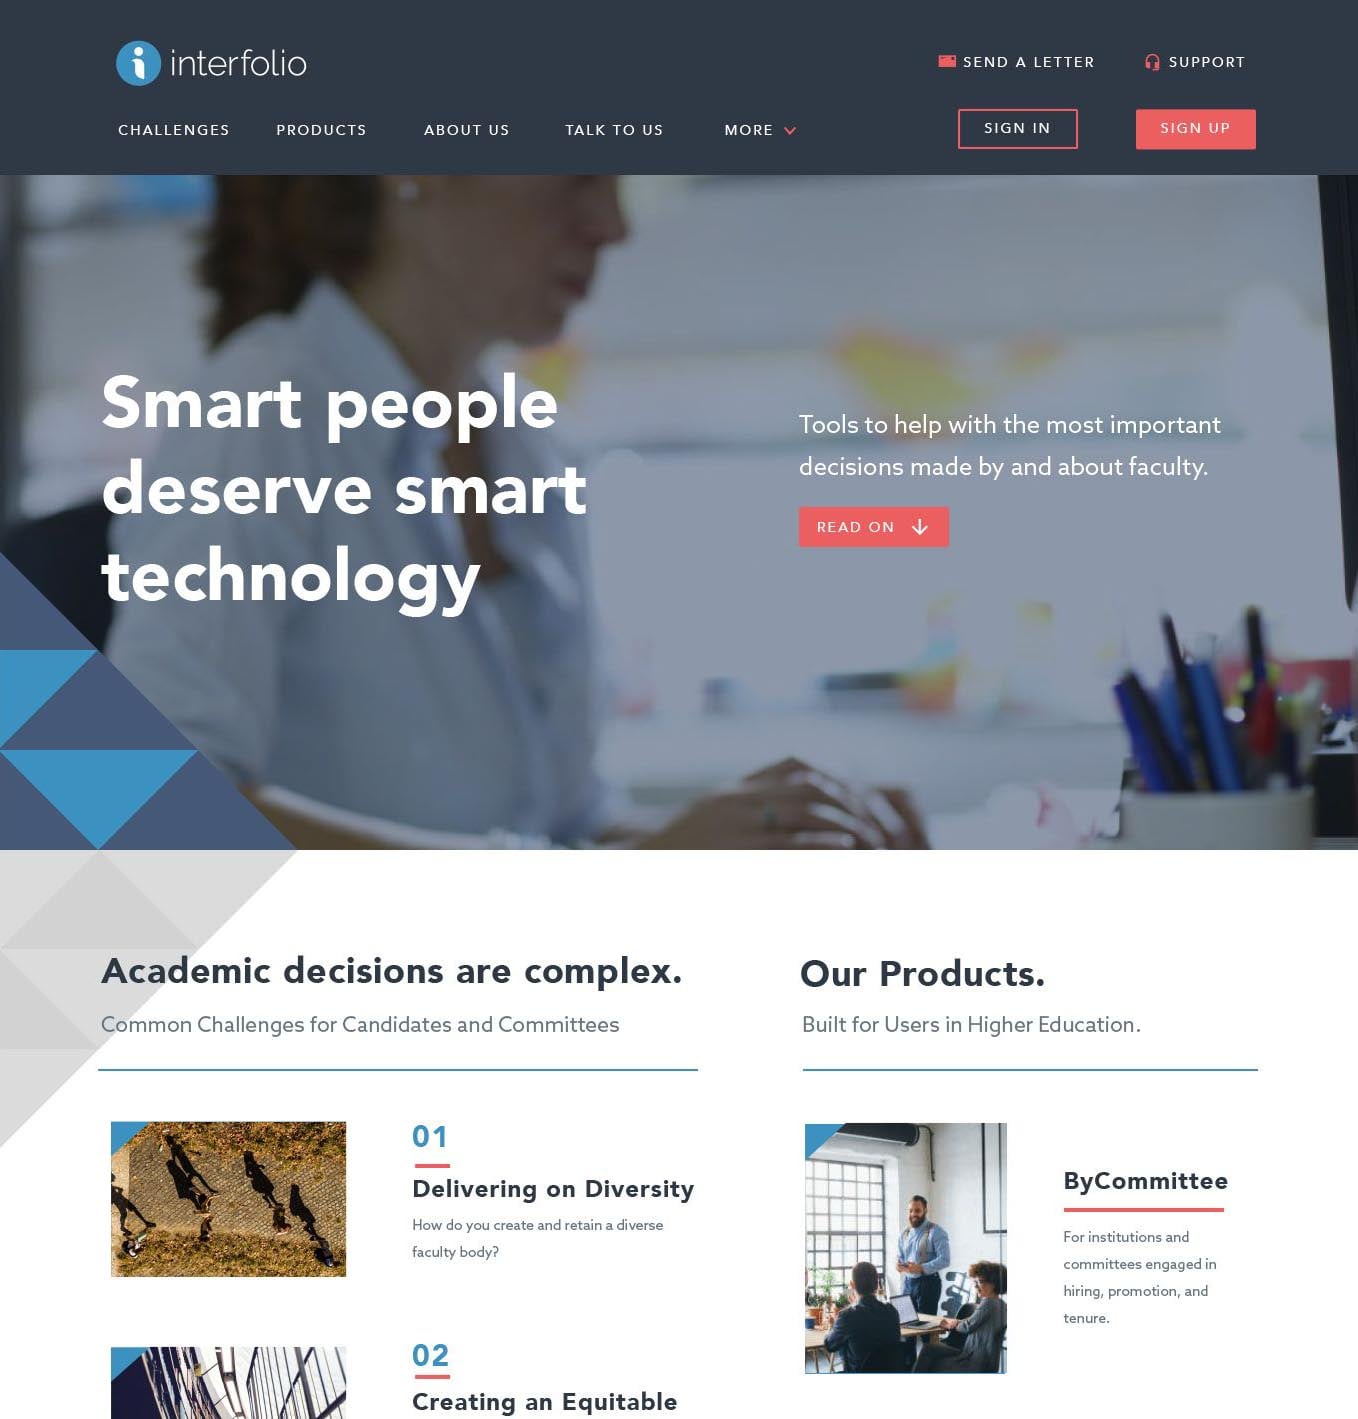 interfolio
SEND A LETTER
SUPPORT
CHALLENGES
PRODUCTS
ABOUT US
TALK TO US
MORE
SIGN IN
SIGN UP
Smart people
deserve smart
technology
Tools to help with the most important
decisions made by and about faculty.
READ ON
Academic decisions are complex.
Common Challenges for Candidates and Committees
01
Delivering on Diversity
How do you create and retain a diverse
faculty body?
02
Creating an Equitable
Our Products.
Built for Users in Higher Education.
ByCommittee
For institutions and
committees engaged in
hiring, promotion, and
tenure.